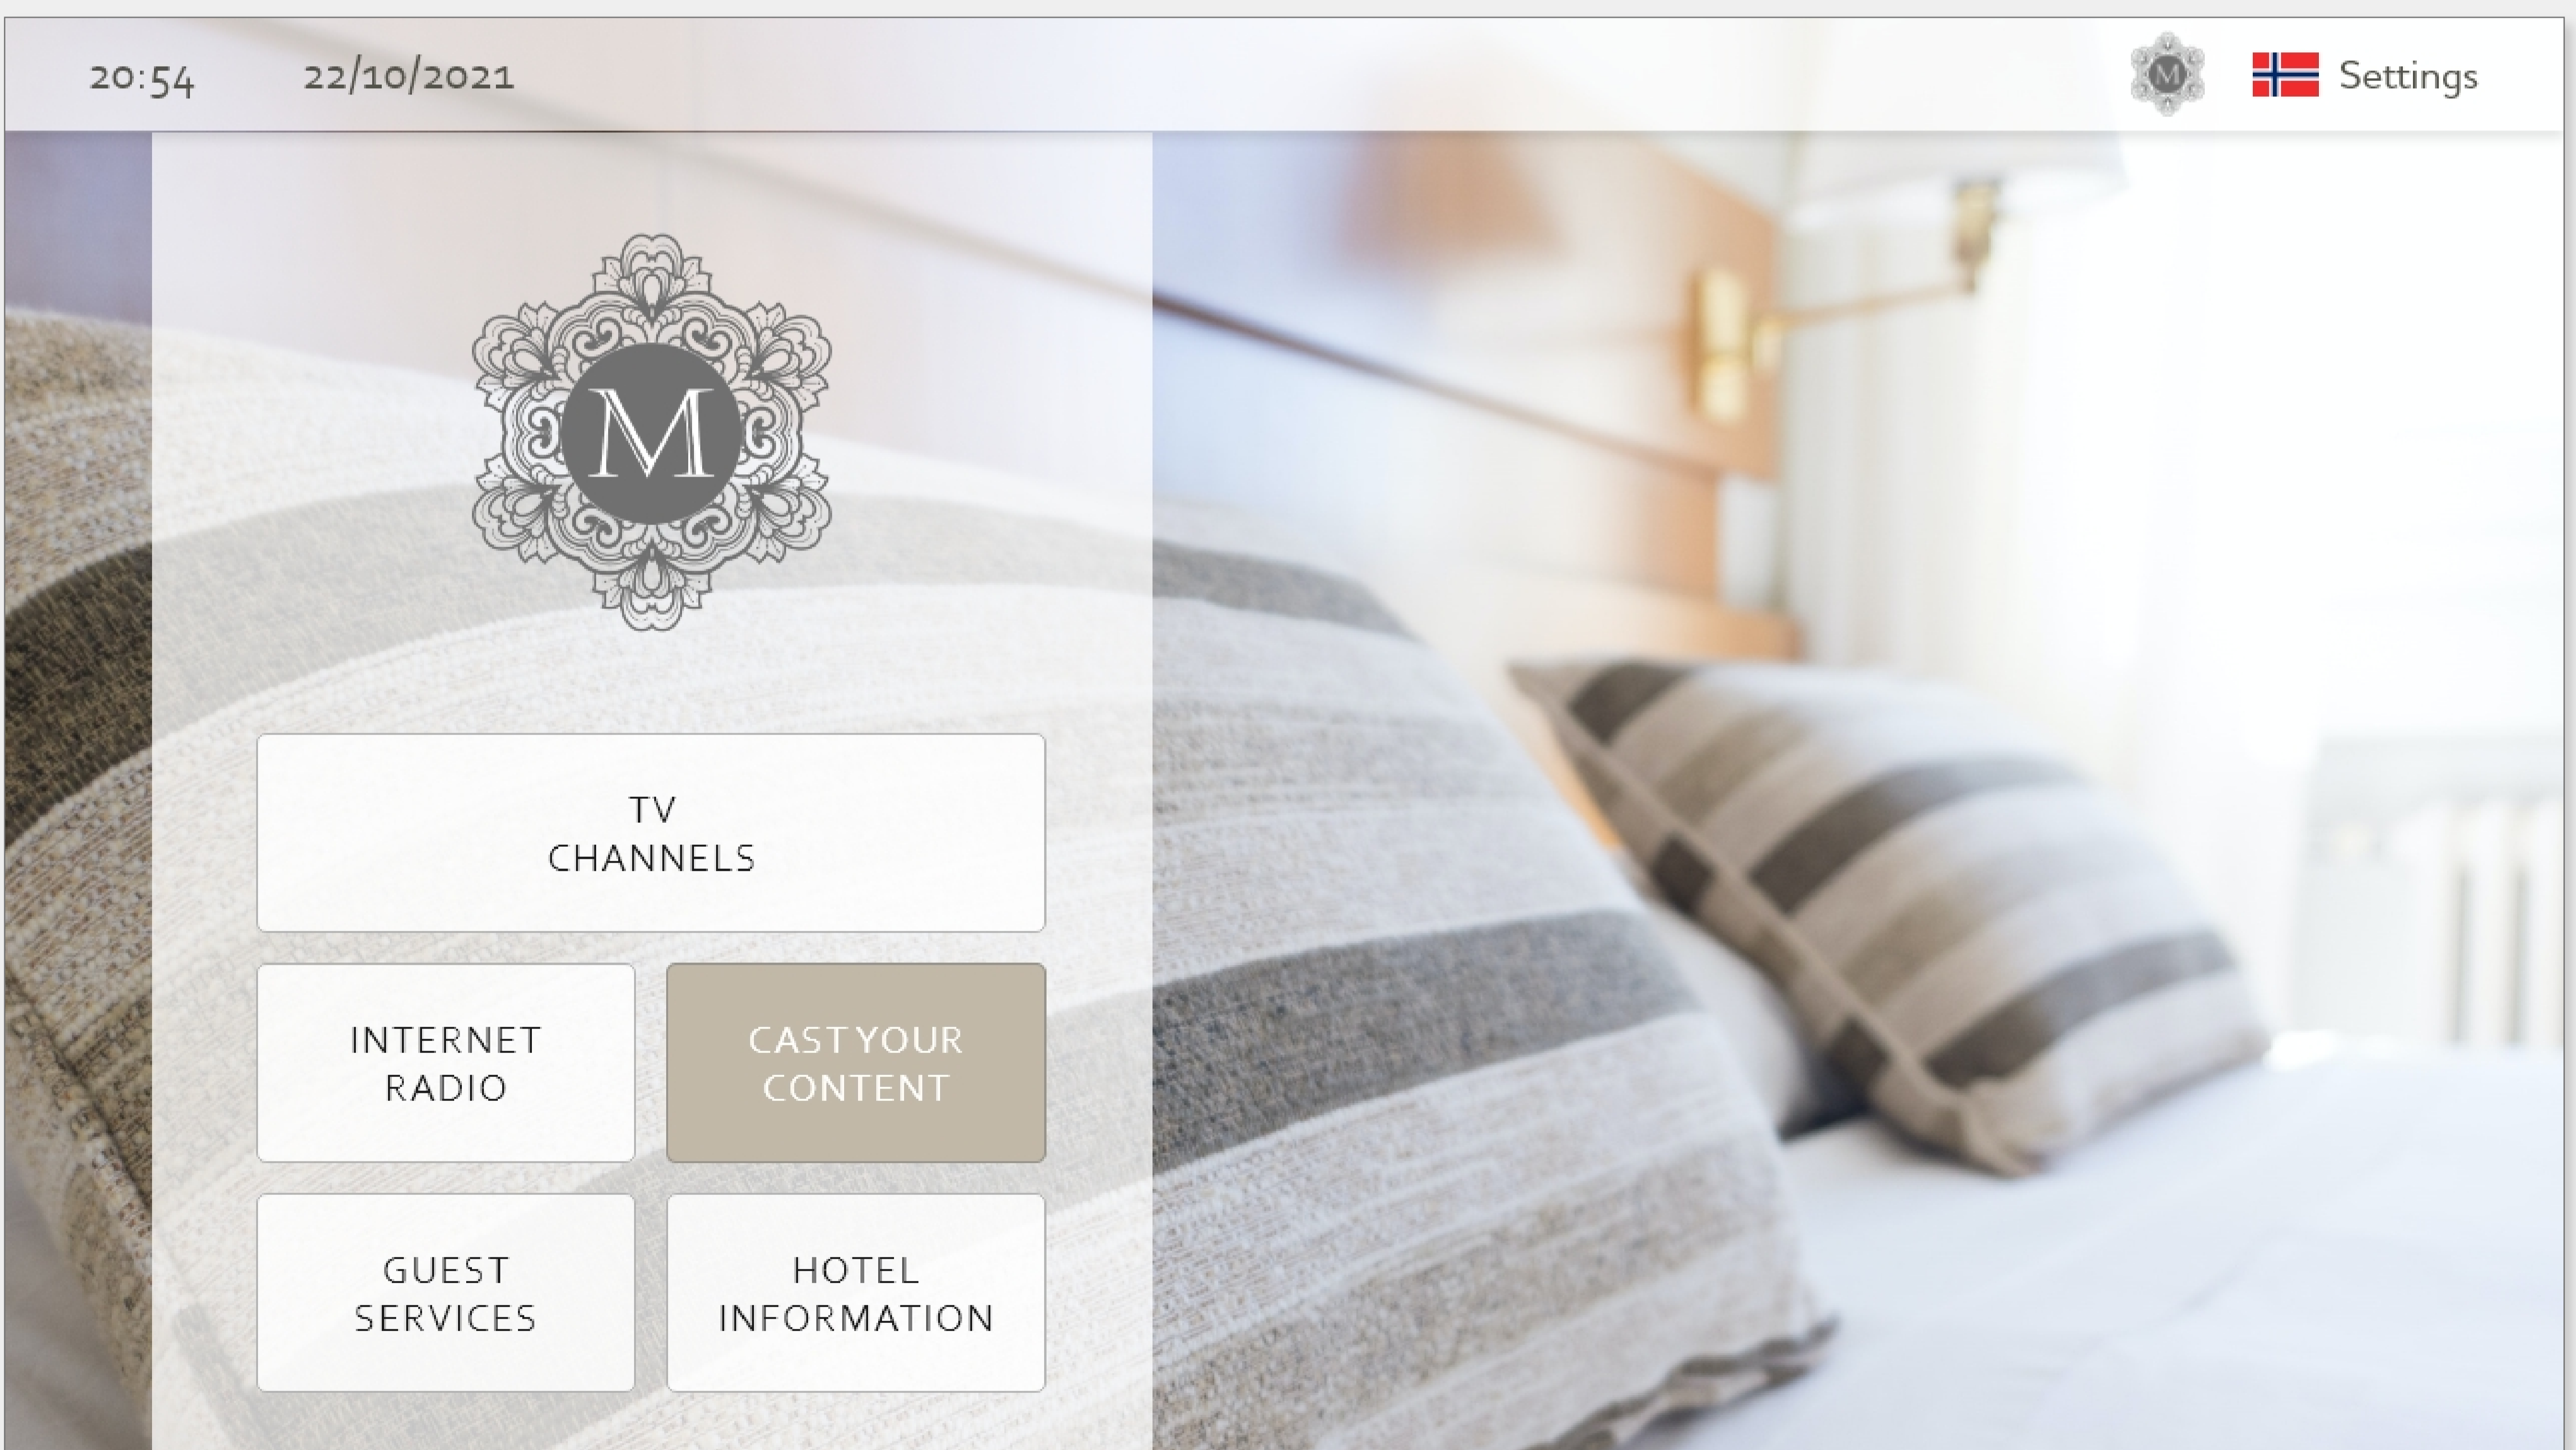 20:54 22/10/2021 M Settings
M
TV
CHANNELS
INTERNET
RADIO
CAST YOUR
CONTENT
GUEST
SERVICES
HOTEL
INFORMATION